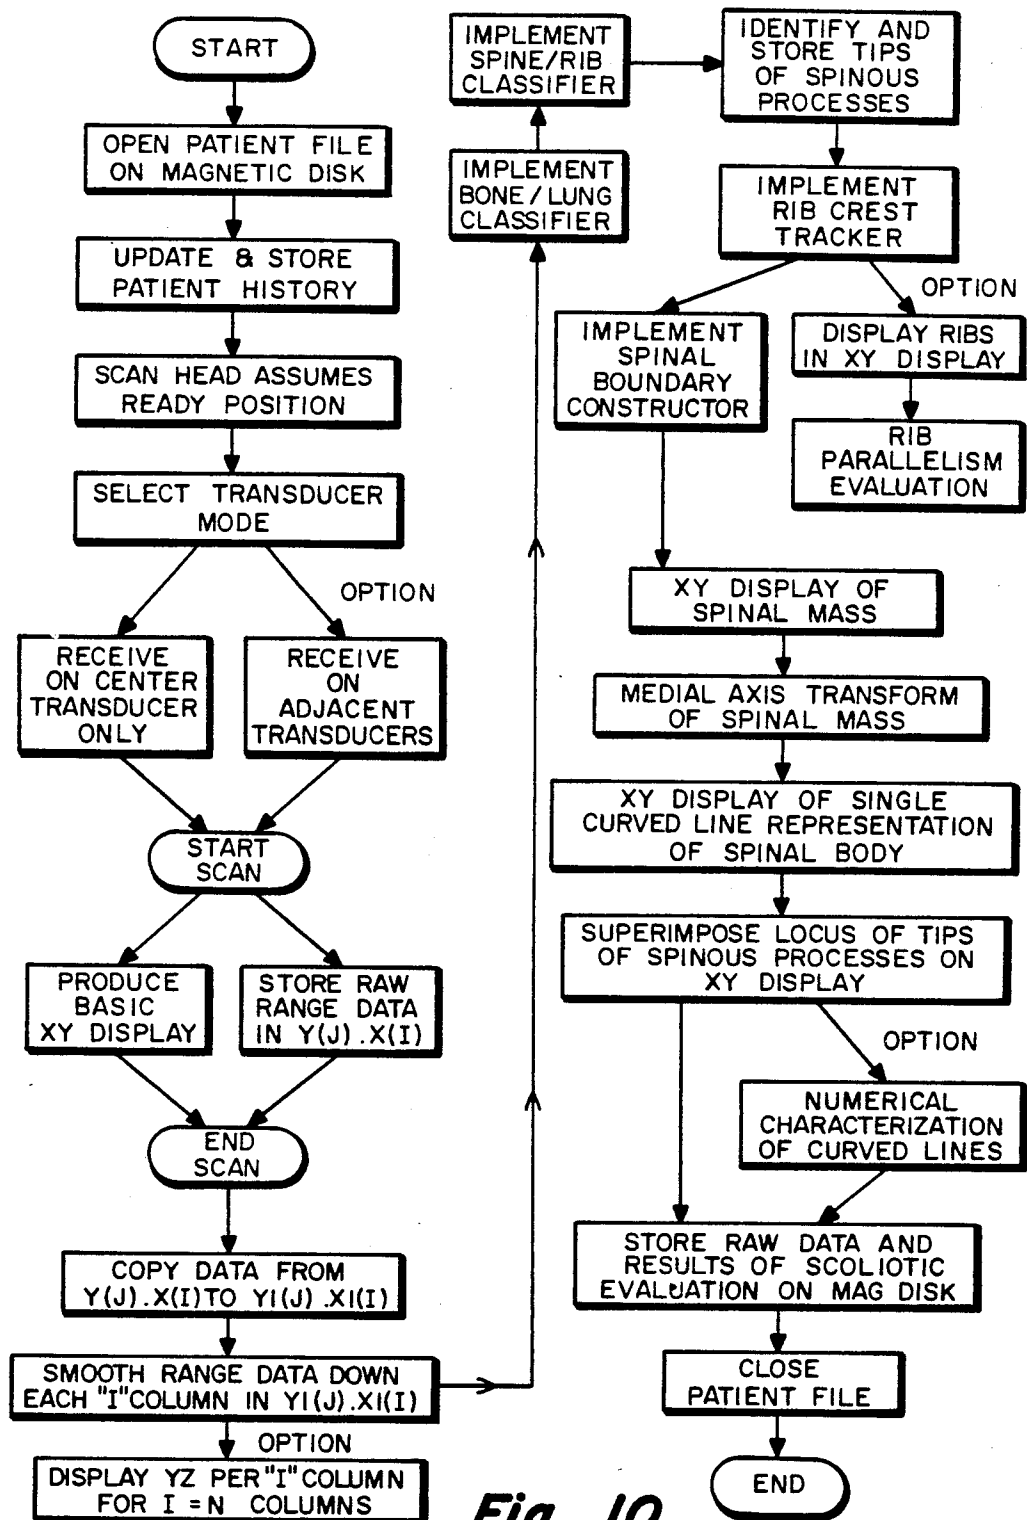 START
OPEN PATIENT FILE
ON MAGNETIC DISK
UPDATE & STORE
PATIENT HISTORY
SCAN HEAD ASSUMES
READY POSITION
SELECT TRANSDUCER
MODE
OPTION
RECEIVE
ON CENTER
TRANSDUCER
ONLY
RECEIVE
ON
ADJACENT
TRANSDUCERS
START
SCAN
PRODUCE
BASIC
XY DISPLAY
STORE RAW
RANGE DATA
IN Y(J).X(I)
END
SCAN
COPY DATA FROM
Y(J).X(I) TO Y1(J).X1(I)
SMOOTH RANGE DATA DOWN
EACH "I" COLUMN IN Y1(J).X1(I)
OPTION
DISPLAY YZ PER "I" COLUMN
FOR I = N COLUMNS
IMPLEMENT
BONE/LUNG
CLASSIFIER
IMPLEMENT
SPINE/RIB
CLASSIFIER
IDENTIFY AND
STORE TIPS
OF SPINOUS
PROCESSES
IMPLEMENT
RIB CREST
TRACKER
OPTION
IMPLEMENT
SPINAL
BOUNDARY
CONSTRUCTOR
DISPLAY RIBS
IN XY DISPLAY
RIB
PARALLELISM
EVALUATION
XY DISPLAY OF
SPINAL MASS
MEDIAL AXIS TRANSFORM
OF SPINAL MASS
XY DISPLAY OF SINGLE
CURVED LINE REPRESENTATION
OF SPINAL BODY
SUPERIMPOSE LOCUS OF TIPS
OF SPINOUS PROCESSES ON
XY DISPLAY
OPTION
NUMERICAL
CHARACTERIZATION
OF CURVED LINES
STORE RAW DATA AND
RESULTS OF SCOLIOTIC
EVALUATION ON MAG DISK
CLOSE
PATIENT FILE
END
Fig. 10